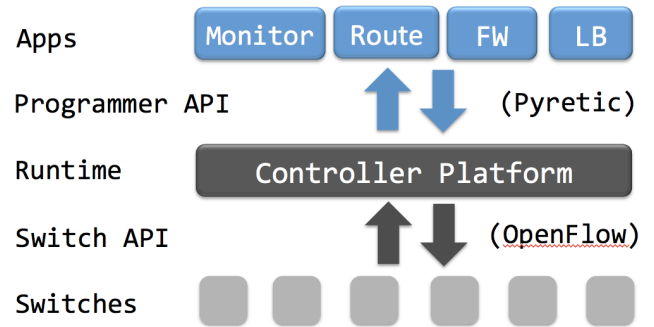 Apps Monitor Route FW LB
Programmer API (Pyretic)
Runtime Controller Platform
Switch API (OpenFlow)
Switches